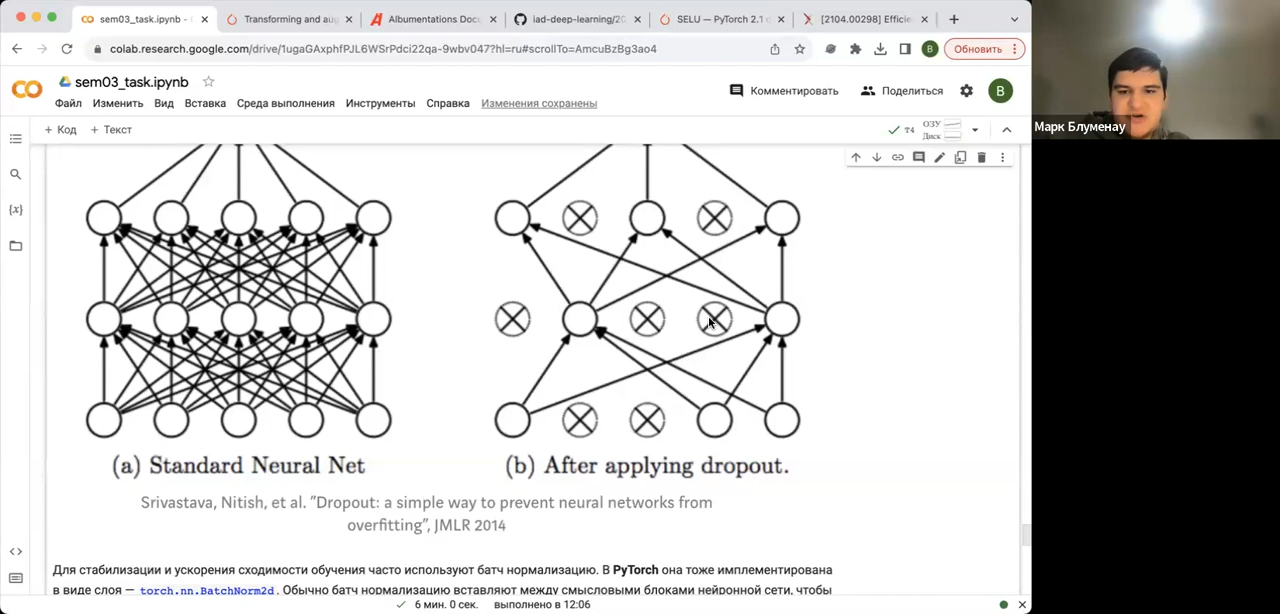 sem03_task.ipynb -
Transforming and aug
Albumentations Doc
iad-deep-learning/20
SELU — PyTorch 2.1 d
[2104.00298] Efficie
colab.research.google.com/drive/1ugaGAxphfPJL6WSrPdci22qa-9wbv047?hl=ru#scrollTo=AmcuBzBg3ao4
B
Обновить
sem03_task.ipynb
Комментировать
Поделиться
B
Файл Изменить Вид Вставка Среда выполнения Инструменты Справка Изменения сохранены
+ Код + Текст
T4
ОЗУ
Диск
Марк Блуменау
{x}
(a) Standard Neural Net
(b) After applying dropout.
Srivastava, Nitish, et al. "Dropout: a simple way to prevent neural networks from
overfitting", JMLR 2014
Для стабилизации и ускорения сходимости обучения часто используют батч нормализацию. В PyTorch она тоже имплементирована
в виде слоя — torch.nn.BatchNorm2d. Обычно батч нормализацию вставляют между смысловыми блоками нейронной сети, чтобы
6 мин. 0 сек. выполнено в 12:06